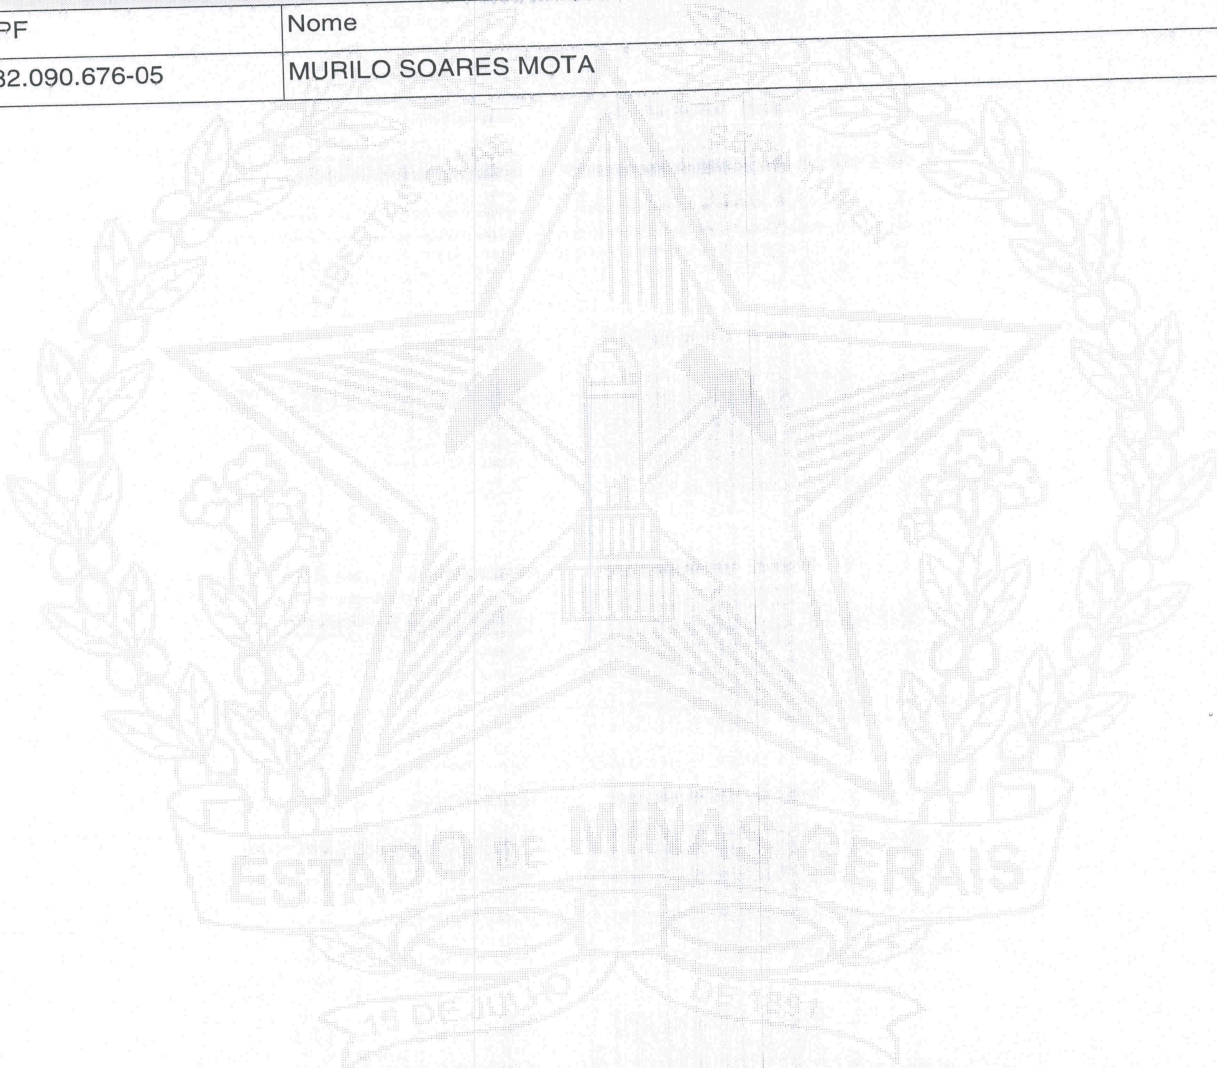 PF Nome
32.090.676-05 MURILO SOARES MOTA
LIBERTAS QUÆ SERA TAMEN
ESTADO DE MINAS GERAIS
15 DE JULHO DE 1891